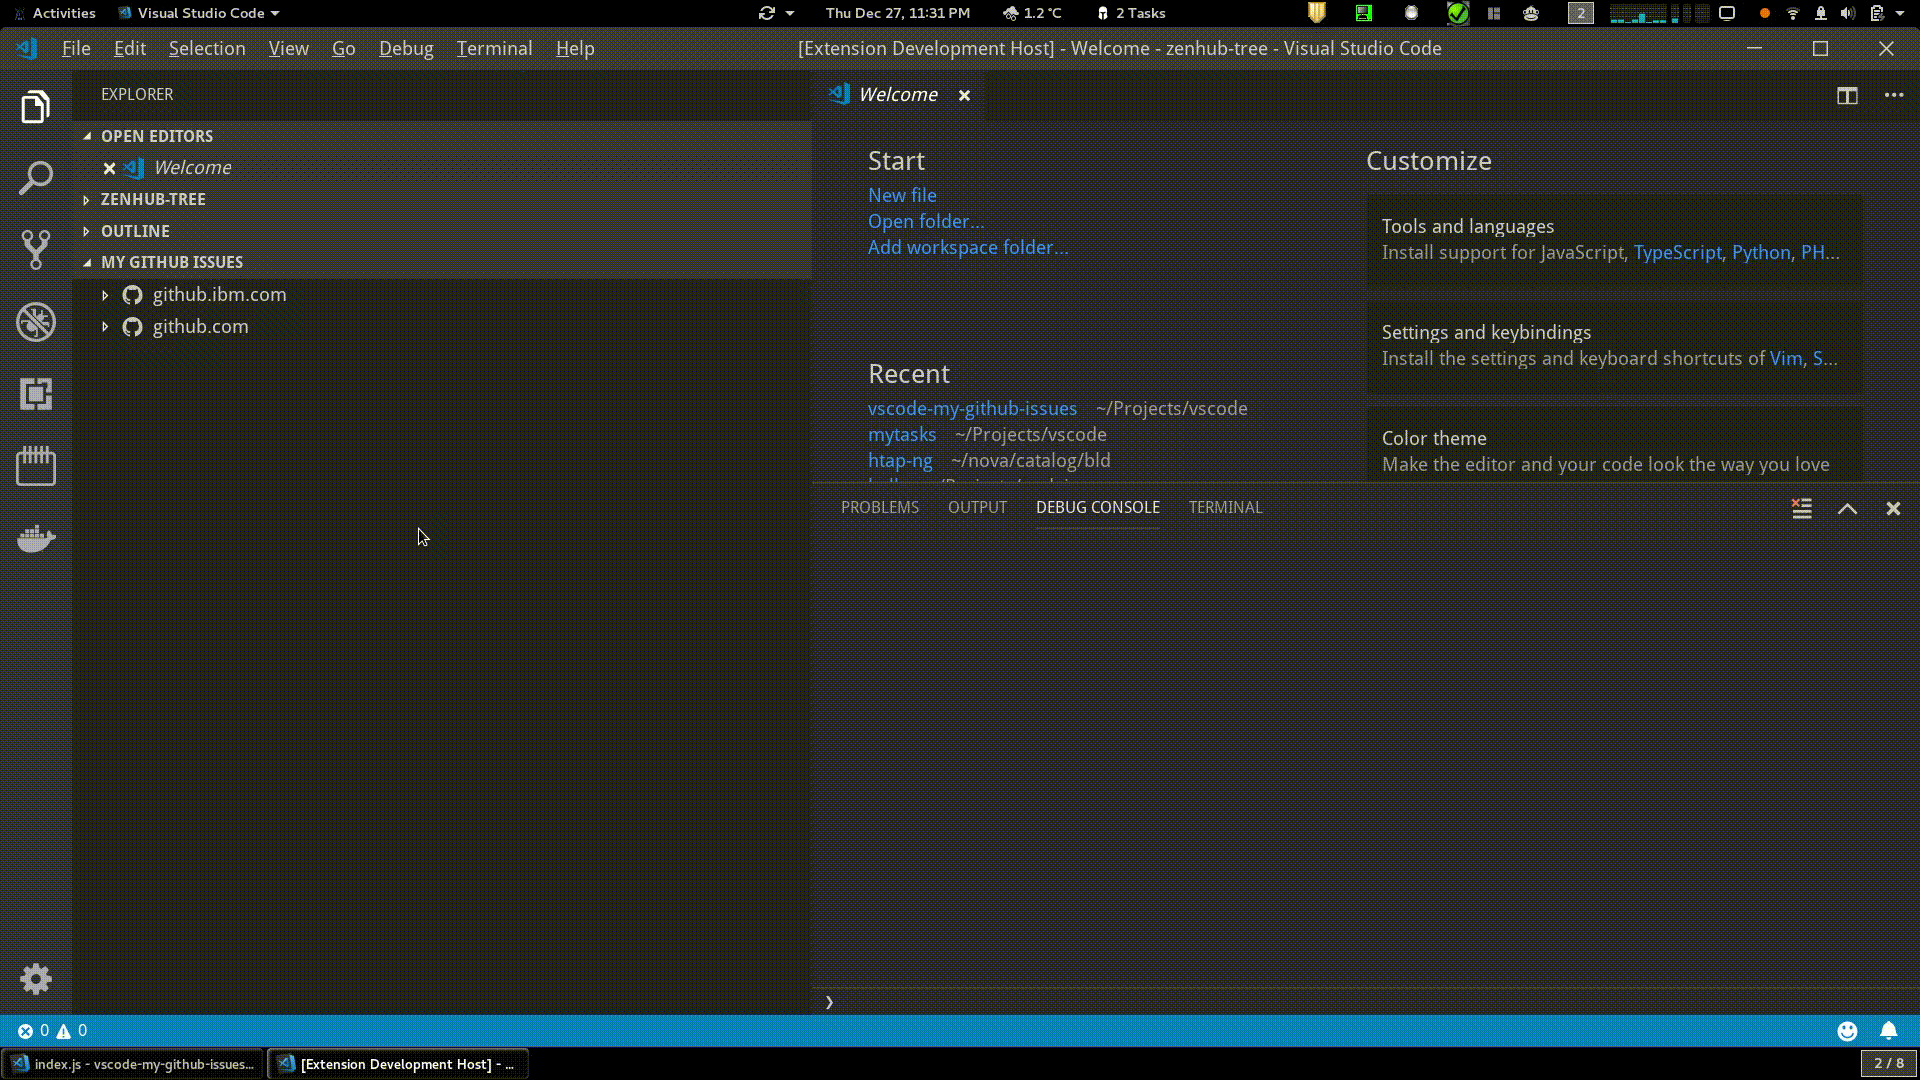 Activities Visual Studio Code Thu Dec 27, 11:31 PM 1.2 °C 2 Tasks 2
File Edit Selection View Go Debug Terminal Help [Extension Development Host] - Welcome - zenhub-tree - Visual Studio Code
EXPLORER
OPEN EDITORS
Welcome
ZENHUB-TREE
OUTLINE
MY GITHUB ISSUES
github.ibm.com
github.com
Welcome
Start
New file
Open folder...
Add workspace folder...
Recent
vscode-my-github-issues ~/Projects/vscode
mytasks ~/Projects/vscode
htap-ng ~/nova/catalog/bld
Customize
Tools and languages
Install support for JavaScript, TypeScript, Python, PH...
Settings and keybindings
Install the settings and keyboard shortcuts of Vim, S...
Color theme
Make the editor and your code look the way you love
PROBLEMS OUTPUT DEBUG CONSOLE TERMINAL
❯
0 0
index.js - vscode-my-github-issues... [Extension Development Host] - ... 2 / 8